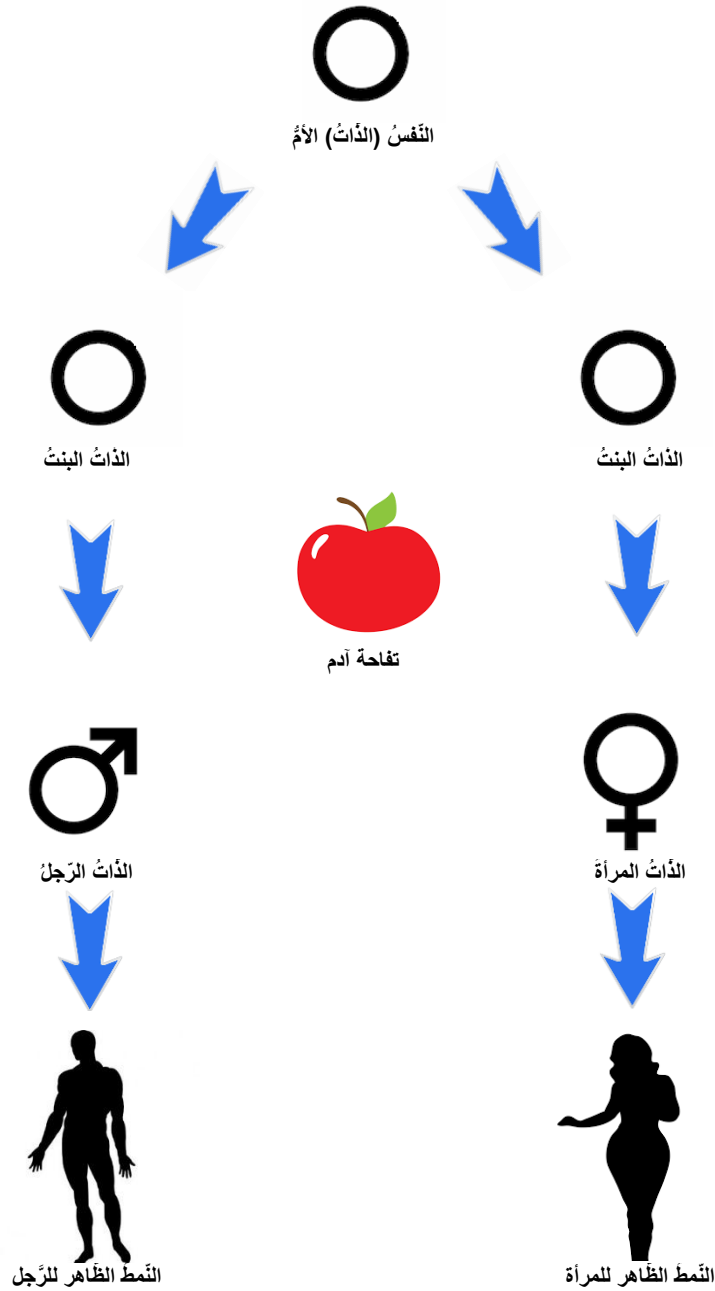 النّفسُ (الذّاتُ) الأمُّ
الذّاتُ البنتُ
الذّاتُ البنتُ
تفاحة آدم
الذّاتُ المرأةَ
الذّاتُ الرّجلُ
النّمطَ الظّاهر للمرأة
النّمطُ الظّاهر للرّجل